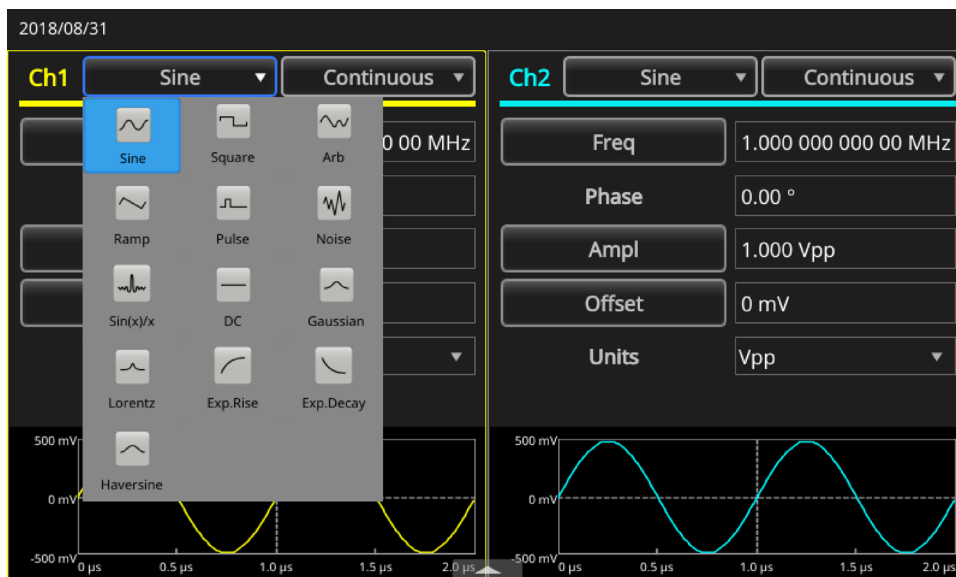 2018/08/31
Ch1 Sine Continuous
Ch2 Sine Continuous
Sine Square Arb
Ramp Pulse Noise
Sin(x)/x DC Gaussian
Lorentz Exp.Rise Exp.Decay
Haversine
0 00 MHz
Freq 1.000 000 000 00 MHz
Phase 0.00 °
Ampl 1.000 Vpp
Offset 0 mV
Units Vpp
500 mV
0 mV
-500 mV
0 μs 0.5 μs 1.0 μs 1.5 μs 2.0 μs
500 mV
0 mV
-500 mV
0 μs 0.5 μs 1.0 μs 1.5 μs 2.0 μs